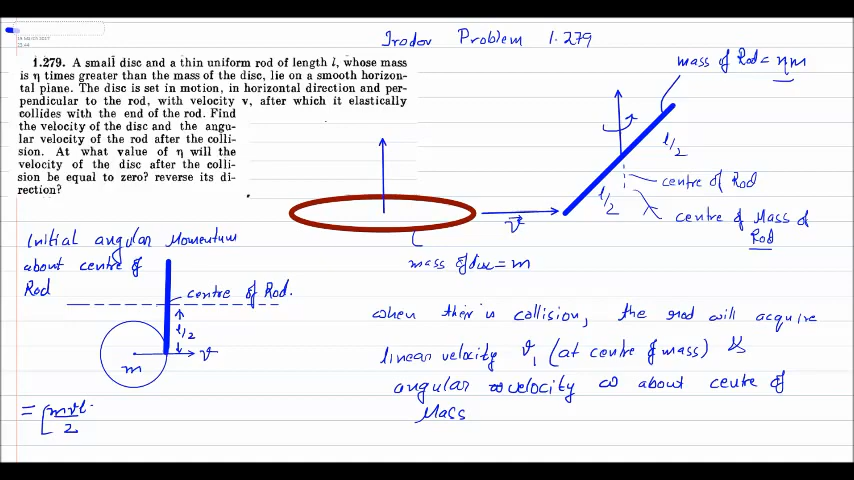 Irodov Problem 1.279
1.279. A small disc and a thin uniform rod of length l, whose mass
is η times greater than the mass of the disc, lie on a smooth horizon-
tal plane. The disc is set in motion, in horizontal direction and per-
pendicular to the rod, with velocity v, after which it elastically
collides with the end of the rod. Find
the velocity of the disc and the angu-
lar velocity of the rod after the colli-
sion. At what value of η will the
velocity of the disc after the colli-
sion be equal to zero? reverse its di-
rection?
mass of Rod = ηm
l/2
l/2
centre of Rod
centre of Mass of
Rod
v
mass of disc = m
Initial angular Momentum
about centre of
Rod
centre of Rod.
l/2
m
v
= [mvl
2
when there is collision, the rod will acquire
linear velocity v1 (at centre of mass) &
angular velocity ω about centre of
Mass